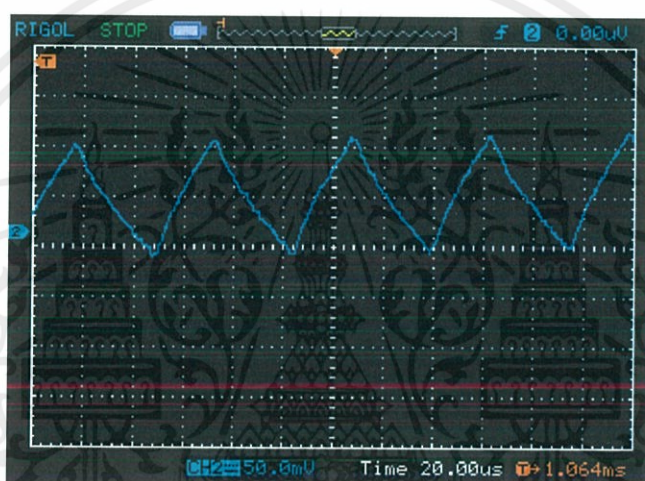 RIGOL STOP T f 2 0.00uV
T
2
CH2 50.0mV Time 20.00us T→1.064ms